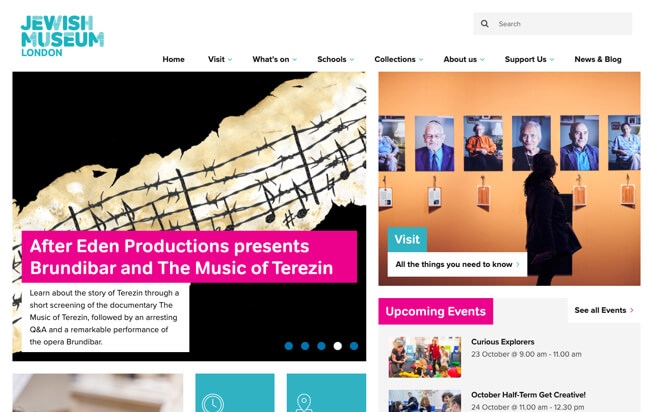 JEWISH
MUSEUM
LONDON
Search
Home Visit What's on Schools Collections About us Support Us News & Blog
After Eden Productions presents
Brundibar and The Music of Terezin
Learn about the story of Terezin through a
short screening of the documentary The
Music of Terezin, followed by an arresting
Q&A and a remarkable performance of
the opera Brundibar.
Visit
All the things you need to know
Upcoming Events
See all Events
Curious Explorers
23 October @ 9.00 am - 11.00 am
October Half-Term Get Creative!
24 October @ 11.00 am - 12.30 pm